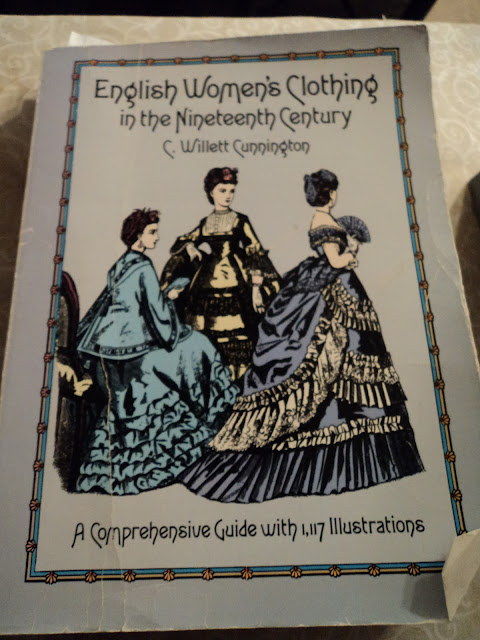 English Women's Clothing
in the Nineteenth Century
C. Willett Cunnington
A Comprehensive Guide with 1,117 Illustrations